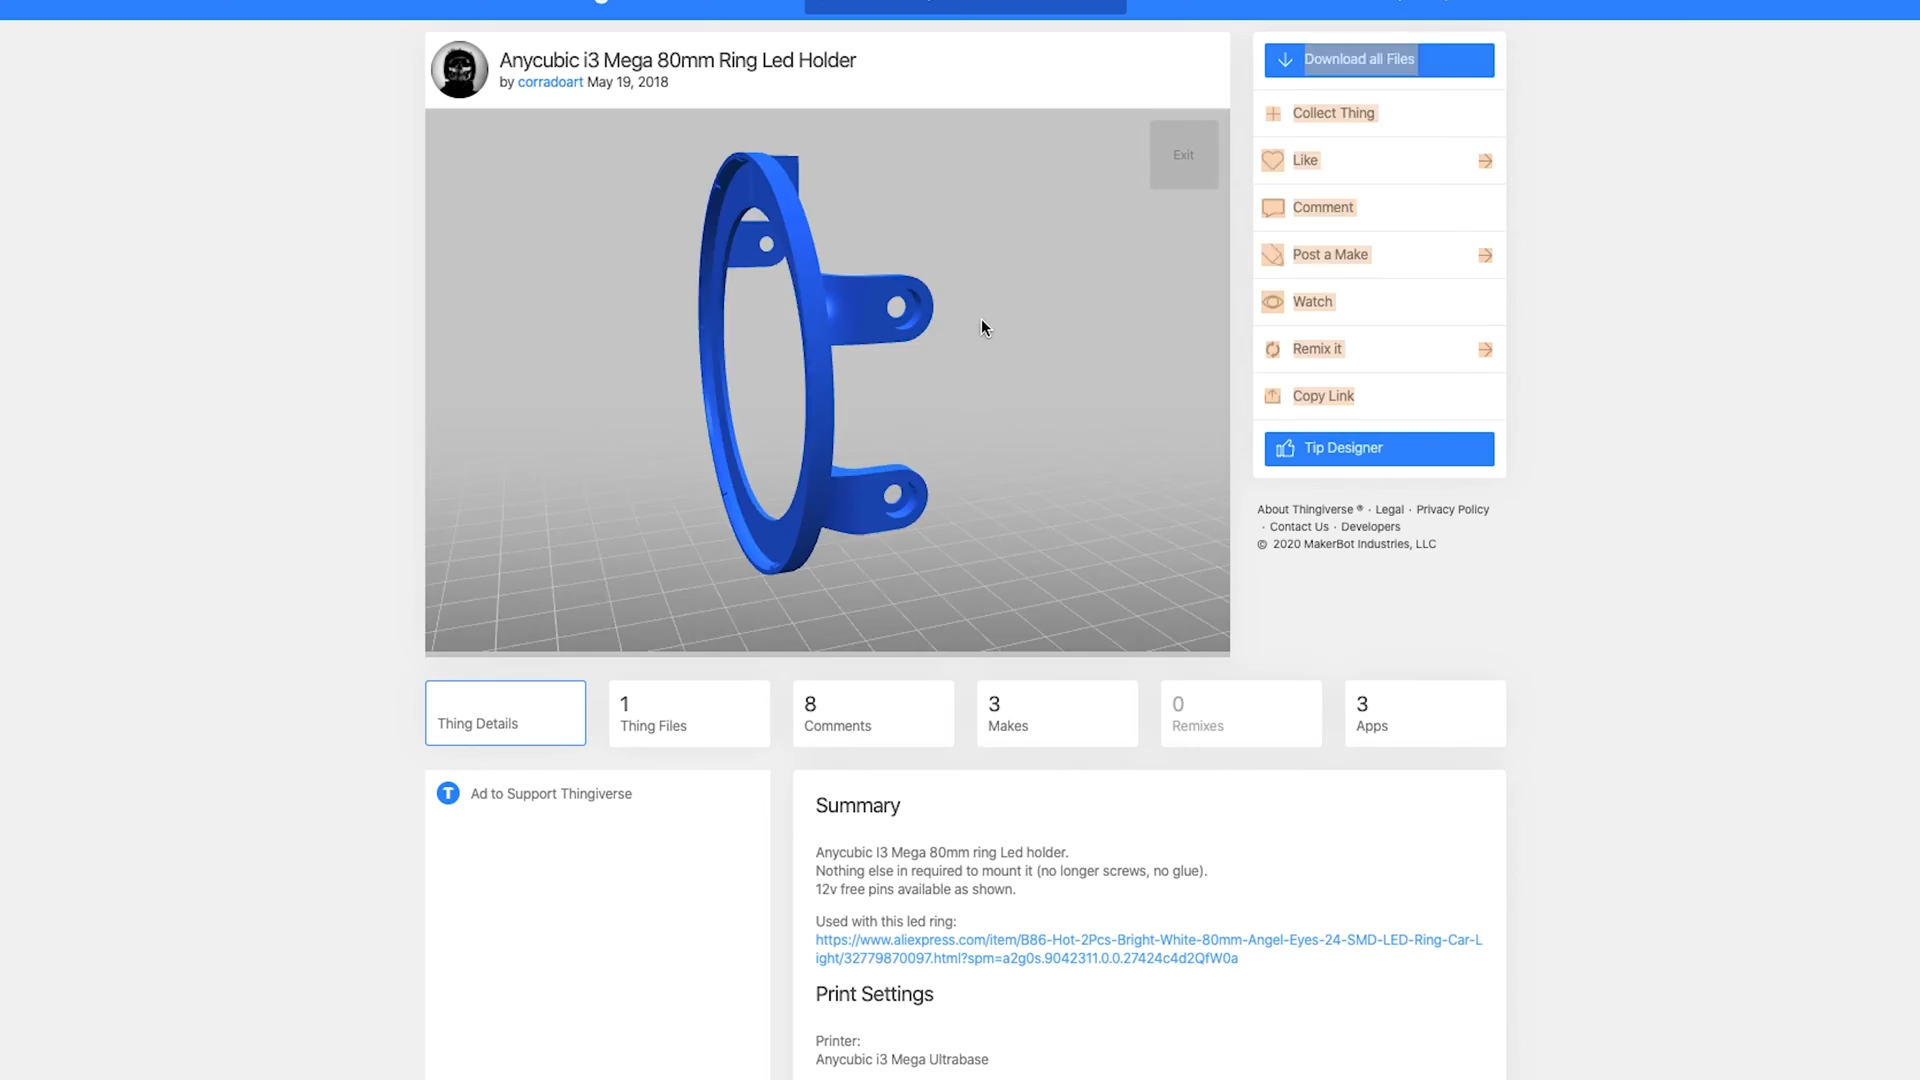 Anycubic i3 Mega 80mm Ring Led Holder
by corradoart May 19, 2018
Exit
Download all Files
Collect Thing
Like
Comment
Post a Make
Watch
Remix it
Copy Link
Tip Designer
About Thingiverse ® · Legal · Privacy Policy
· Contact Us · Developers
© 2020 MakerBot Industries, LLC
Thing Details
1
Thing Files
8
Comments
3
Makes
0
Remixes
3
Apps
T Ad to Support Thingiverse
Summary
Anycubic I3 Mega 80mm ring Led holder.
Nothing else in required to mount it (no longer screws, no glue).
12v free pins available as shown.
Used with this led ring:
https://www.aliexpress.com/item/B86-Hot-2Pcs-Bright-White-80mm-Angel-Eyes-24-SMD-LED-Ring-Car-L
ight/32779870097.html?spm=a2g0s.9042311.0.0.27424c4d2QfW0a
Print Settings
Printer:
Anycubic i3 Mega Ultrabase